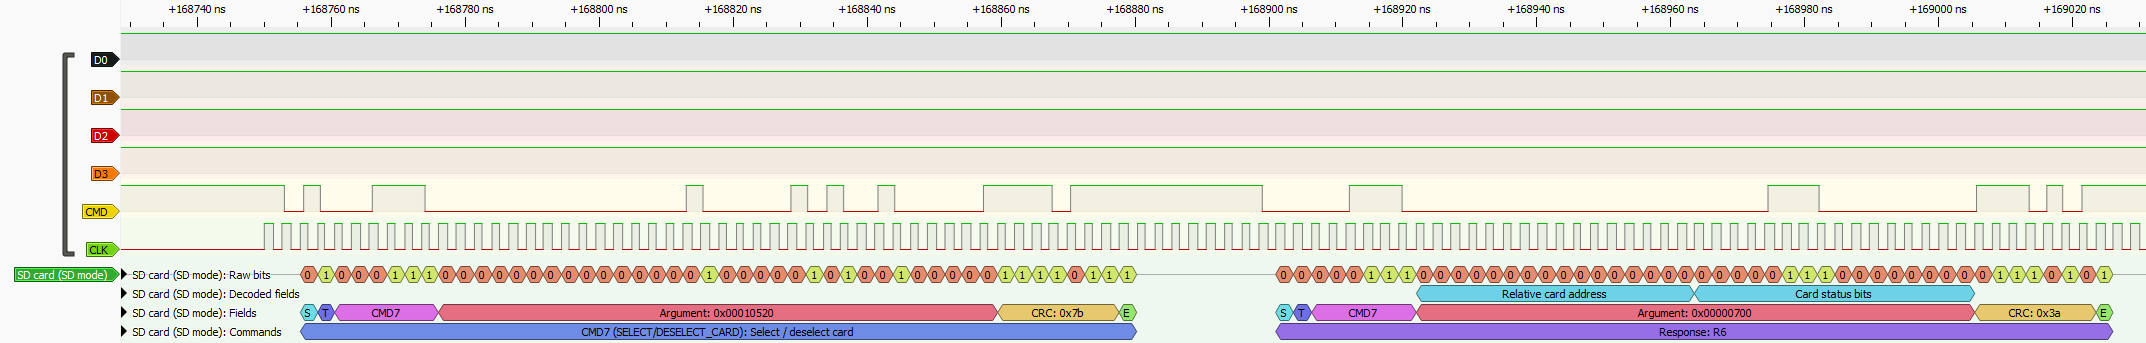 +168740 ns +168760 ns +168780 ns +168800 ns +168820 ns +168840 ns +168860 ns +168880 ns +168900 ns +168920 ns +168940 ns +168960 ns +168980 ns +169000 ns +169020 ns
D0
D1
D2
D3
CMD
CLK
SD card (SD mode) SD card (SD mode): Raw bits 0 1 0 0 0 1 1 1 0 0 0 0 0 0 0 0 0 0 0 0 0 0 0 1 0 0 0 0 0 1 0 1 0 0 1 0 0 0 0 0 1 1 1 1 0 1 1 1 0 0 0 0 0 1 1 1 0 0 0 0 0 0 0 0 0 0 0 0 0 0 0 0 0 0 0 0 0 1 1 1 0 0 0 0 0 0 0 0 0 1 1 1 0 1 0 1
SD card (SD mode): Decoded fields Relative card address Card status bits
SD card (SD mode): Fields S T CMD7 Argument: 0x00010520 CRC: 0x7b E S T CMD7 Argument: 0x00000700 CRC: 0x3a E
SD card (SD mode): Commands CMD7 (SELECT/DESELECT_CARD): Select / deselect card Response: R6